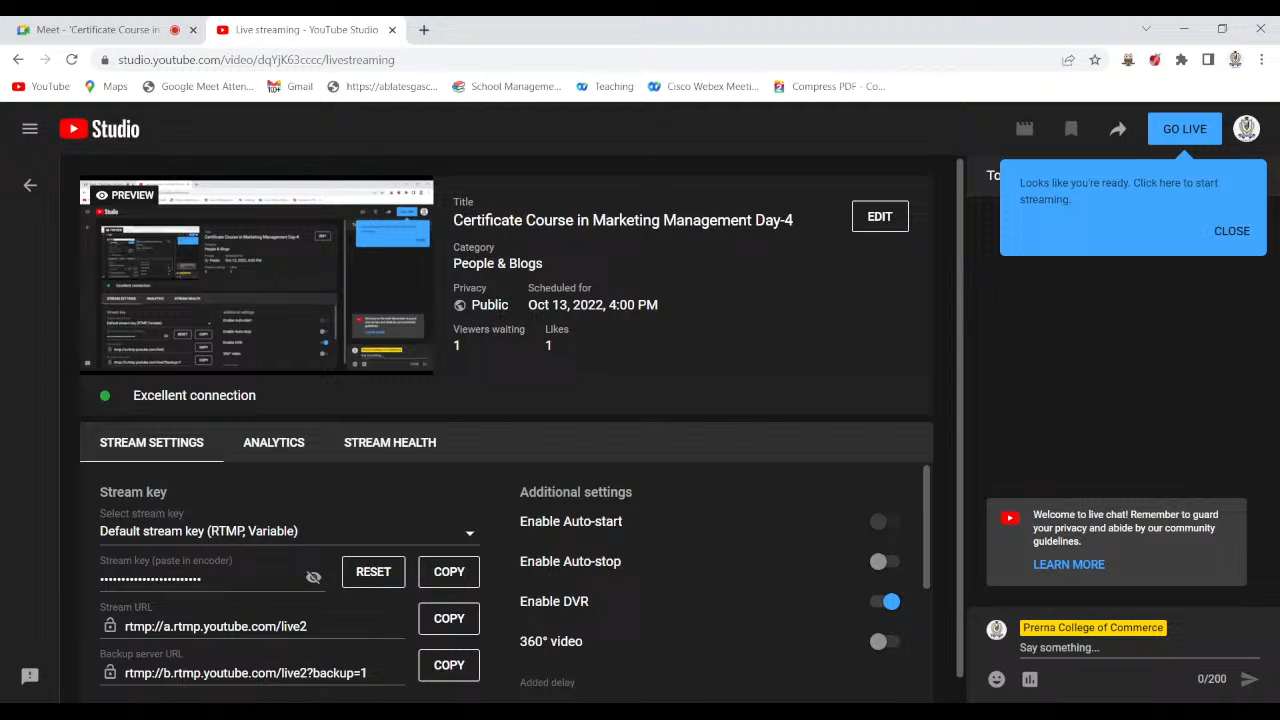 Meet - 'Certificate Course in
Live streaming - YouTube Studio
studio.youtube.com/video/dqYjK63cccc/livestreaming
YouTube
Maps
Google Meet Atten...
Gmail
https://ablatesgasc...
School Manageme...
Teaching
Cisco Webex Meeti...
Compress PDF - Co...
Studio
GO LIVE
Looks like you're ready. Click here to start
streaming.
CLOSE
To
PREVIEW
Title
Certificate Course in Marketing Management Day-4
EDIT
Category
People & Blogs
Privacy
Scheduled for
Public
Oct 13, 2022, 4:00 PM
Viewers waiting
Likes
1
1
Excellent connection
STREAM SETTINGS
ANALYTICS
STREAM HEALTH
Stream key
Select stream key
Default stream key (RTMP, Variable)
Stream key (paste in encoder)
••••••••••••••••••••••••
RESET
COPY
Stream URL
rtmp://a.rtmp.youtube.com/live2
COPY
Backup server URL
rtmp://b.rtmp.youtube.com/live2?backup=1
COPY
Additional settings
Enable Auto-start
Enable Auto-stop
Enable DVR
360° video
Added delay
Welcome to live chat! Remember to guard
your privacy and abide by our community
guidelines.
LEARN MORE
Prerna College of Commerce
Say something...
0/200